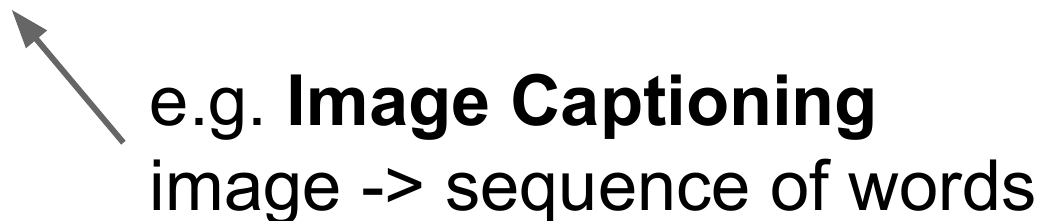 e.g. Image Captioning
image -> sequence of words